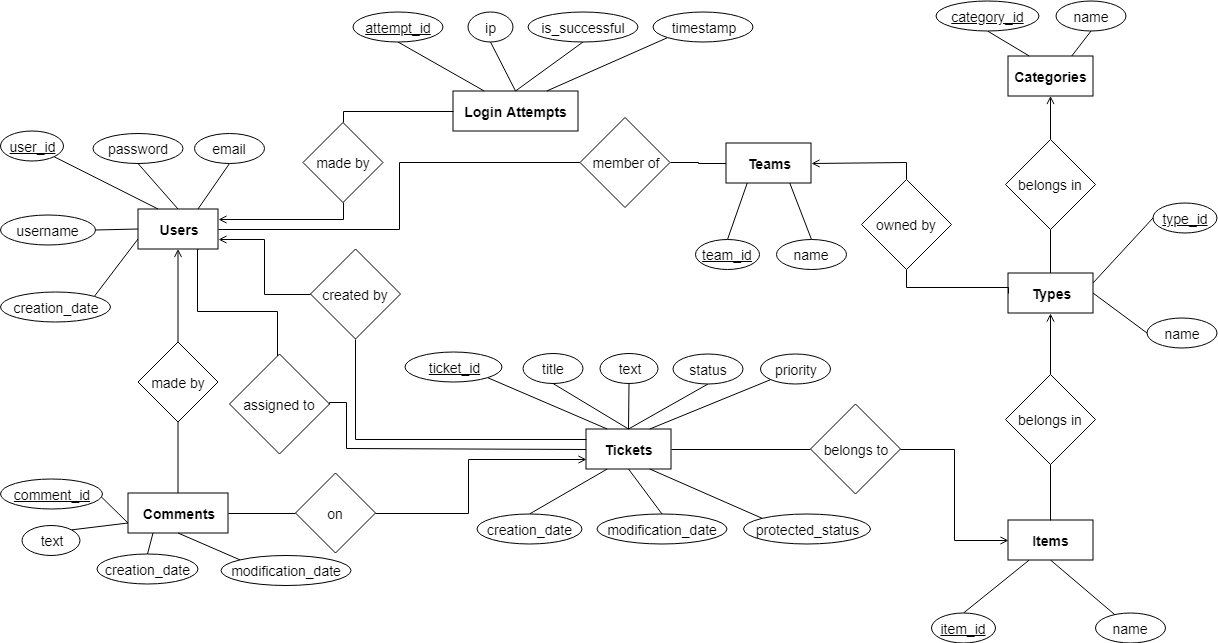 category_id
name
attempt_id
ip
is_successful
timestamp
Categories
Login Attempts
user_id
password
email
made by
member of
Teams
belongs in
type_id
username
Users
owned by
team_id
name
creation_date
created by
Types
name
ticket_id
title
text
status
priority
made by
assigned to
belongs in
Tickets
belongs to
comment_id
Comments
on
creation_date
modification_date
protected_status
text
Items
creation_date
modification_date
item_id
name